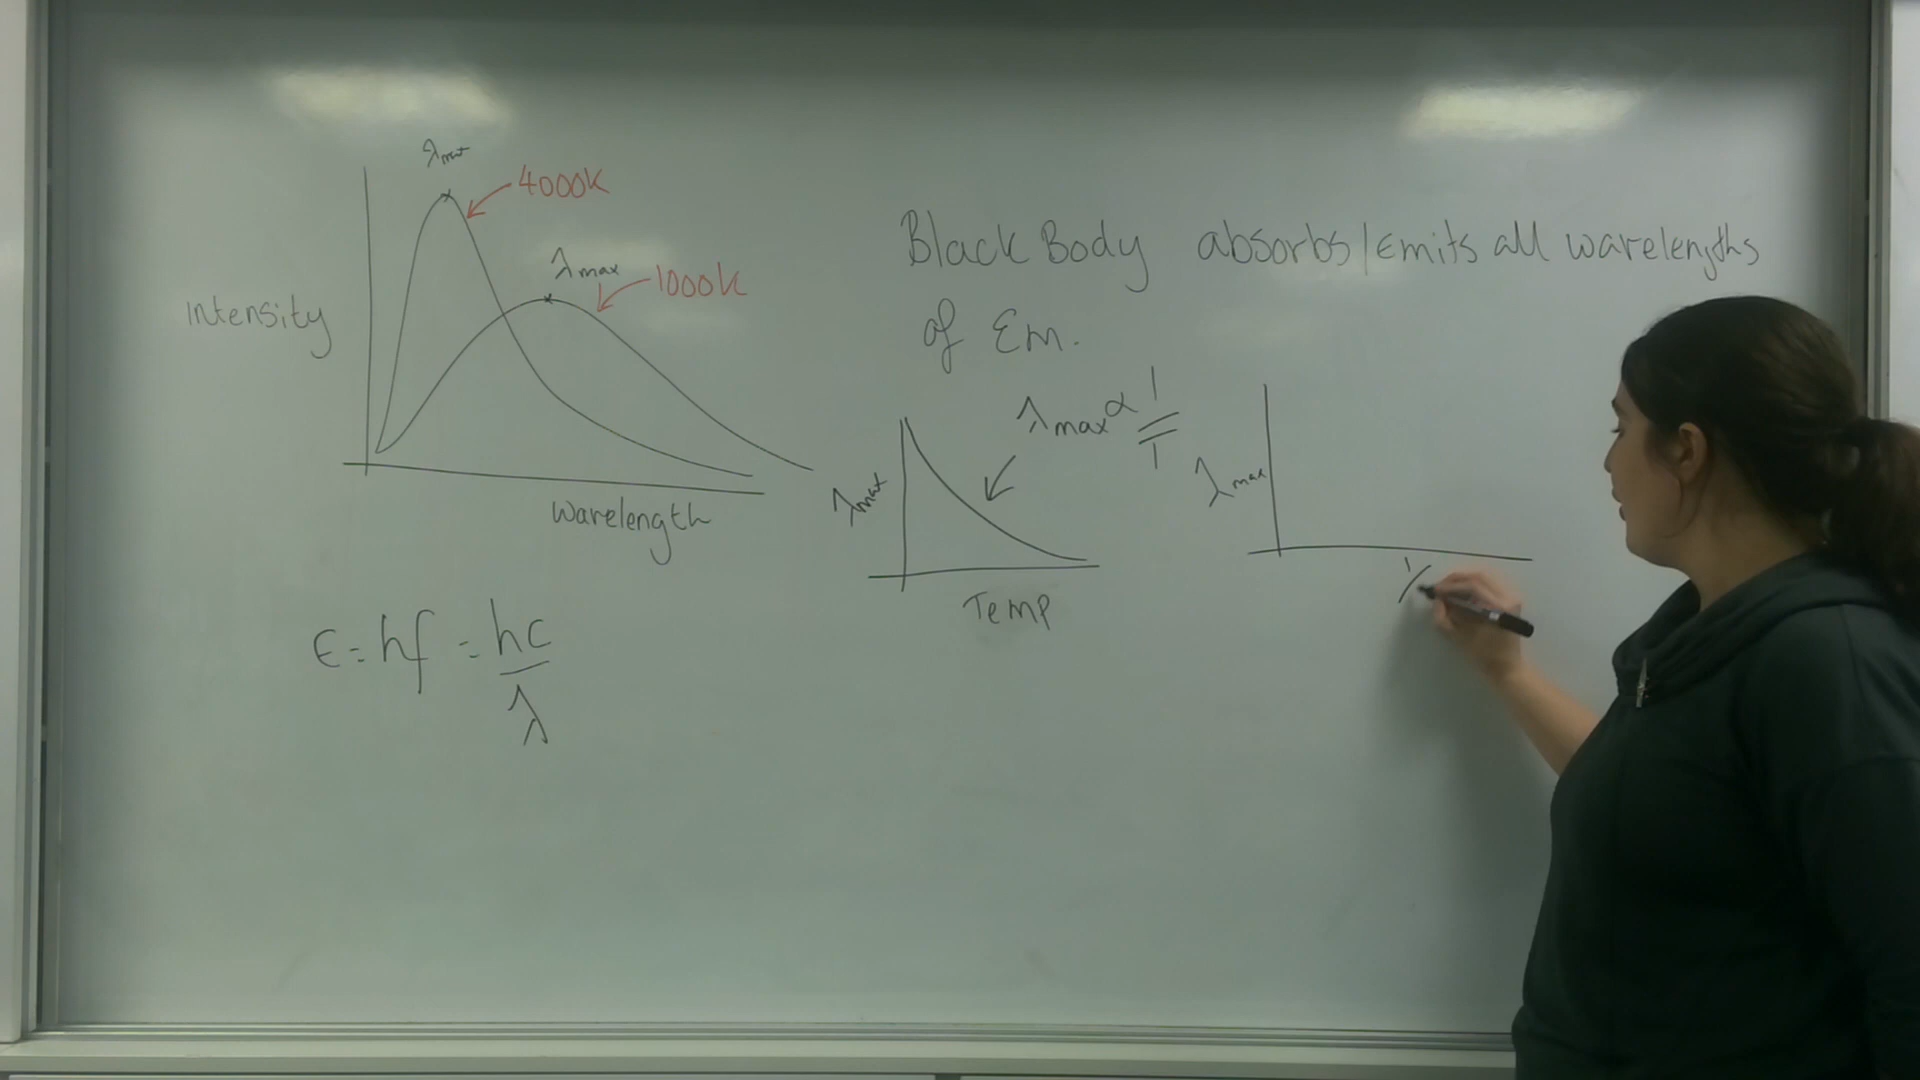 λmax
4000K
λmax
1000K
Intensity
Wavelength
E = hf = hc/λ
Black Body absorbs/Emits all wavelengths
of Em.
λmax ∝ 1/T
λmax
Temp
λmax
1/